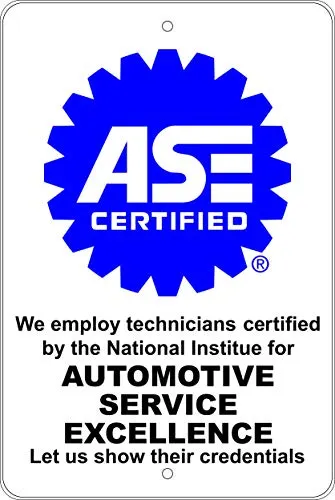 ASE
CERTIFIED
®
We employ technicians certified
by the National Institue for
AUTOMOTIVE
SERVICE
EXCELLENCE
Let us show their credentials